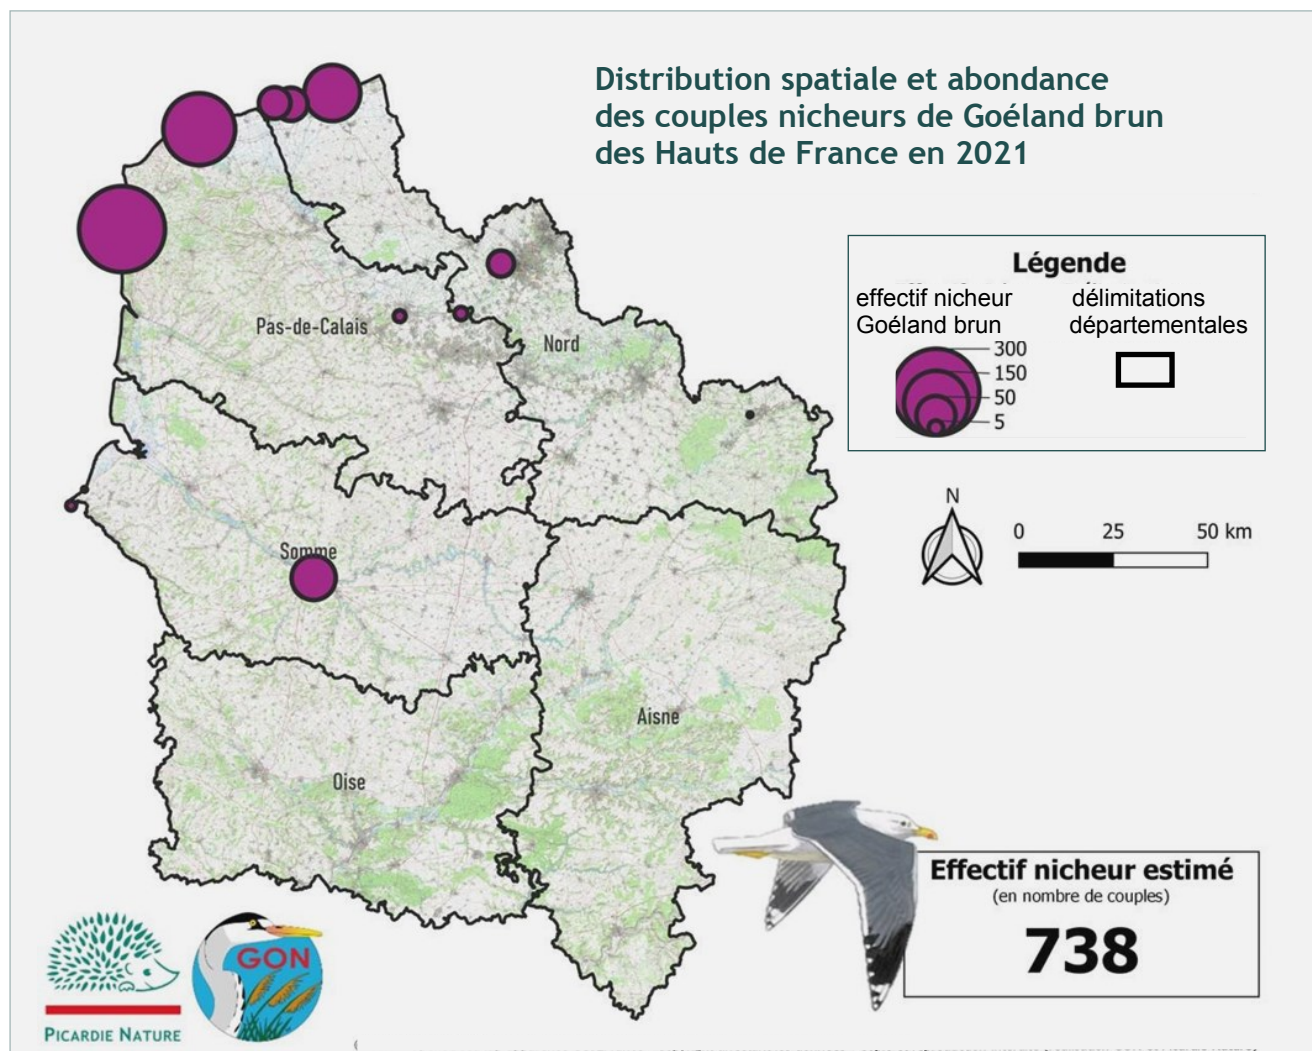 Distribution spatiale et abondance
des couples nicheurs de Goéland brun
des Hauts de France en 2021
Légende
effectif nicheur
Goéland brun
délimitations
départementales
300
150
50
5
N
0 25 50 km
Pas-de-Calais
Nord
Somme
Aisne
Oise
Effectif nicheur estimé
(en nombre de couples)
738
GON
PICARDIE NATURE